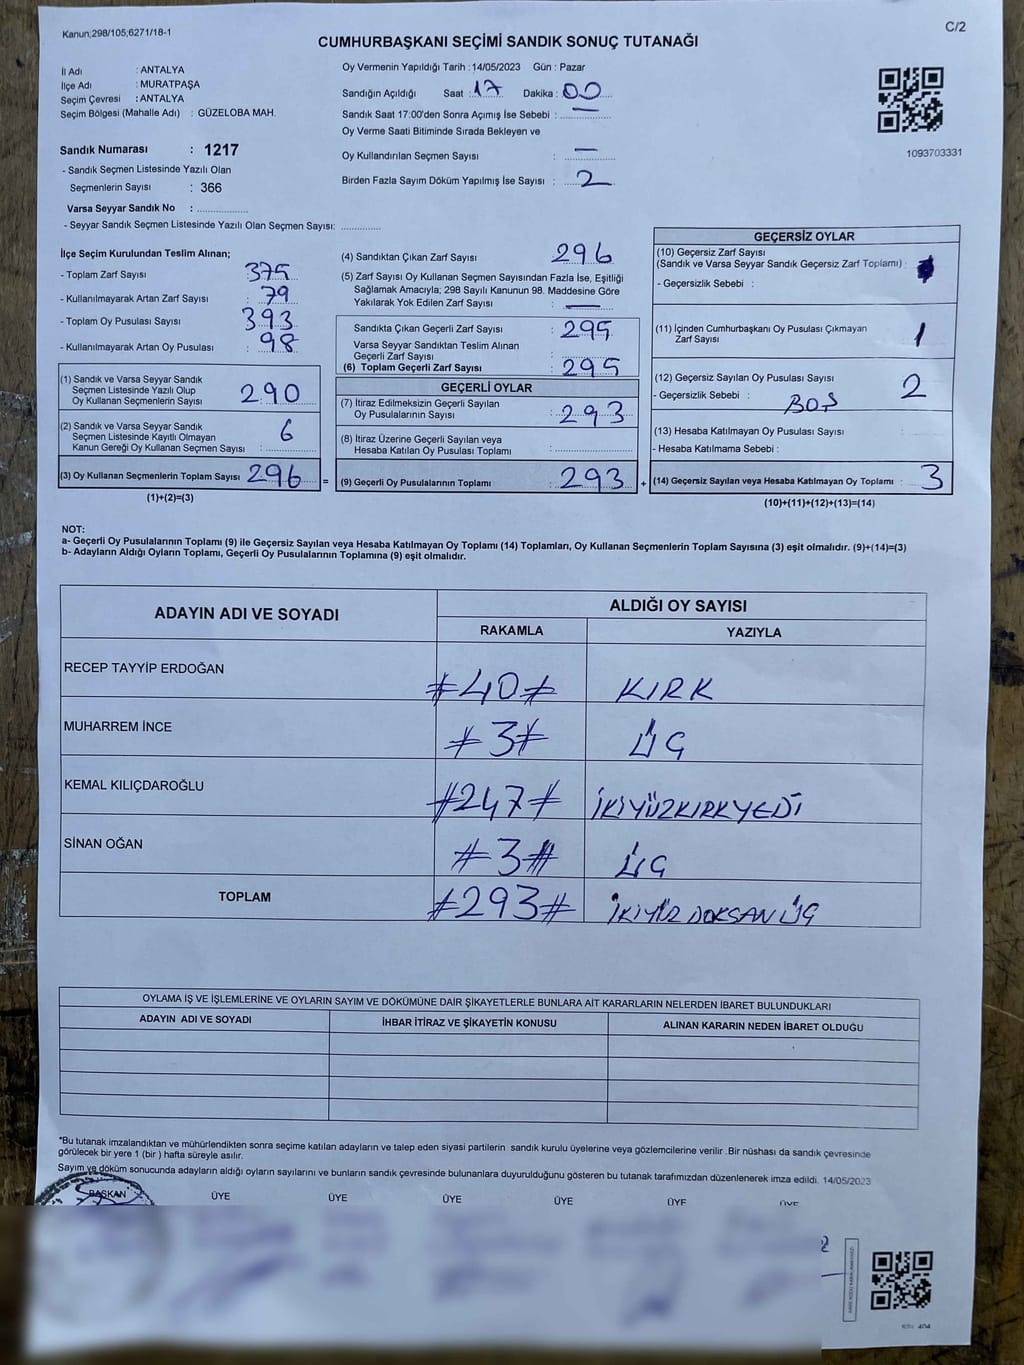 Kanun;298/105;6271/18-1
C/2
CUMHURBAŞKANI SEÇİMİ SANDIK SONUÇ TUTANAĞI
İl Adı : ANTALYA
İlçe Adı : MURATPAŞA
Seçim Çevresi : ANTALYA
Seçim Bölgesi (Mahalle Adı) : GÜZELOBA MAH.
Sandık Numarası : 1217
- Sandık Seçmen Listesinde Yazılı Olan
Seçmenlerin Sayısı : 366
Varsa Seyyar Sandık No : ................
- Seyyar Sandık Seçmen Listesinde Yazılı Olan Seçmen Sayısı: ............
Oy Vermenin Yapıldığı Tarih : 14/05/2023 Gün : Pazar
Sandığın Açıldığı Saat : 17 Dakika : 00
Sandık Saat 17:00'den Sonra Açımış İse Sebebi : —
Oy Verme Saati Bitiminde Sırada Bekleyen ve
Oy Kullandırılan Seçmen Sayısı : —
Birden Fazla Sayım Döküm Yapılmış İse Sayısı : 2
1093703331
İlçe Seçim Kurulundan Teslim Alınan;
- Toplam Zarf Sayısı : 375
- Kullanılmayarak Artan Zarf Sayısı : 79
- Toplam Oy Pusulası Sayısı : 393
- Kullanılmayarak Artan Oy Pusulası : 98
(1) Sandık ve Varsa Seyyar Sandık
Seçmen Listesinde Yazılı Olup
Oy Kullanan Seçmenlerin Sayısı : 290
(2) Sandık ve Varsa Seyyar Sandık
Seçmen Listesinde Kayıtlı Olmayan
Kanun Gereği Oy Kullanan Seçmen Sayısı : 6
(3) Oy Kullanan Seçmenlerin Toplam Sayısı : 296 =
(1)+(2)=(3)
(4) Sandıktan Çıkan Zarf Sayısı : 296
(5) Zarf Sayısı Oy Kullanan Seçmen Sayısından Fazla İse, Eşitliği
Sağlamak Amacıyla; 298 Sayılı Kanunun 98. Maddesine Göre
Yakılarak Yok Edilen Zarf Sayısı : —
Sandıkta Çıkan Geçerli Zarf Sayısı : 295
Varsa Seyyar Sandıktan Teslim Alınan
Geçerli Zarf Sayısı :
(6) Toplam Geçerli Zarf Sayısı : 295
GEÇERLİ OYLAR
(7) İtiraz Edilmeksizin Geçerli Sayılan
Oy Pusulalarının Sayısı : 293
(8) İtiraz Üzerine Geçerli Sayılan veya
Hesaba Katılan Oy Pusulası Toplamı :
(9) Geçerli Oy Pusulalarının Toplamı : 293 +
GEÇERSİZ OYLAR
(10) Geçersiz Zarf Sayısı
(Sandık ve Varsa Seyyar Sandık Geçersiz Zarf Toplamı) :
- Geçersizlik Sebebi :
(11) İçinden Cumhurbaşkanı Oy Pusulası Çıkmayan
Zarf Sayısı : 1
(12) Geçersiz Sayılan Oy Pusulası Sayısı : 2
- Geçersizlik Sebebi : BOŞ
(13) Hesaba Katılmayan Oy Pusulası Sayısı :
- Hesaba Katılmama Sebebi :
(14) Geçersiz Sayılan veya Hesaba Katılmayan Oy Toplamı : 3
(10)+(11)+(12)+(13)=(14)
NOT:
a- Geçerli Oy Pusulalarının Toplamı (9) ile Geçersiz Sayılan veya Hesaba Katılmayan Oy Toplamı (14) Toplamları, Oy Kullanan Seçmenlerin Toplam Sayısına (3) eşit olmalıdır. (9)+(14)=(3)
b- Adayların Aldığı Oyların Toplamı, Geçerli Oy Pusulalarının Toplamına (9) eşit olmalıdır.
ADAYIN ADI VE SOYADI
ALDIĞI OY SAYISI
RAKAMLA YAZIYLA
RECEP TAYYİP ERDOĞAN #40# KIRK
MUHARREM İNCE #3# ÜÇ
KEMAL KILIÇDAROĞLU #247# İKİYÜZKIRKYEDİ
SİNAN OĞAN #3# ÜÇ
TOPLAM #293# İKİYÜZ DOKSAN ÜÇ
OYLAMA İŞ VE İŞLEMLERİNE VE OYLARIN SAYIM VE DÖKÜMÜNE DAİR ŞİKAYETLERLE BUNLARA AİT KARARLARIN NELERDEN İBARET BULUNDUKLARI
ADAYIN ADI VE SOYADI İHBAR İTİRAZ VE ŞİKAYETİN KONUSU ALINAN KARARIN NEDEN İBARET OLDUĞU
*Bu tutanak imzalandıktan ve mühürlendikten sonra seçime katılan adayların ve talep eden siyasi partilerin sandık kurulu üyelerine veya gözlemcilerine verilir .Bir nüshası da sandık çevresinde
görülecek bir yere 1 (bir ) hafta süreyle asılır.
Sayım ve döküm sonucunda adayların aldığı oyların sayılarını ve bunların sandık çevresinde bulunanlara duyurulduğunu gösteren bu tutanak tarafımızdan düzenlenerek imza edildi. 14/05/2023
BAŞKAN ÜYE ÜYE ÜYE ÜYE ÜYE ÜYE